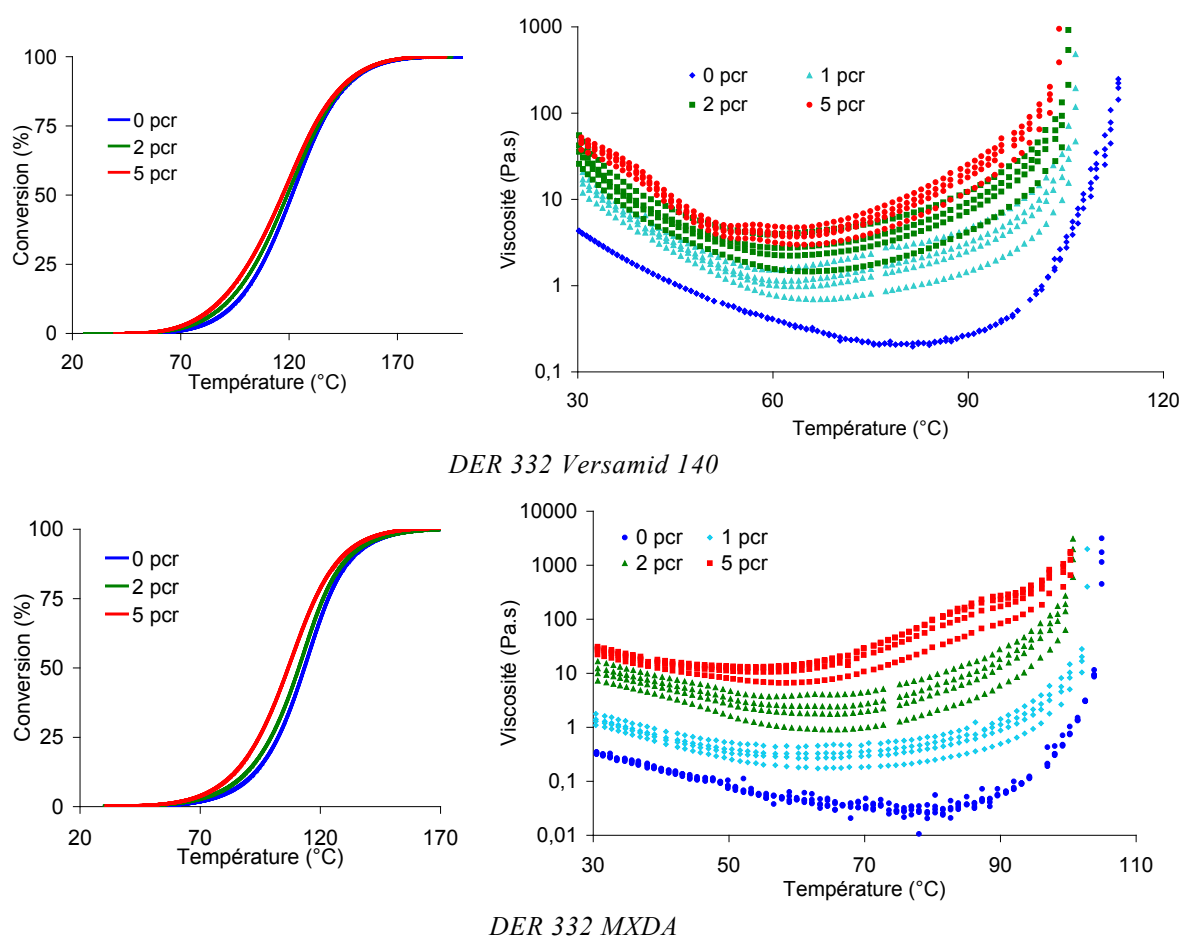 Conversion (%)
100
75
50
25
0
0 pcr
2 pcr
5 pcr
20 70 120 170
Température (°C)
Viscosité (Pa.s)
1000
100
10
1
0,1
0 pcr 1 pcr
2 pcr 5 pcr
30 60 90 120
Température (°C)
DER 332 Versamid 140
Conversion (%)
100
75
50
25
0
0 pcr
2 pcr
5 pcr
20 70 120 170
Température (°C)
Viscosité (Pa.s)
10000
1000
100
10
1
0,1
0,01
0 pcr 1 pcr
2 pcr 5 pcr
30 50 70 90 110
Température (°C)
DER 332 MXDA